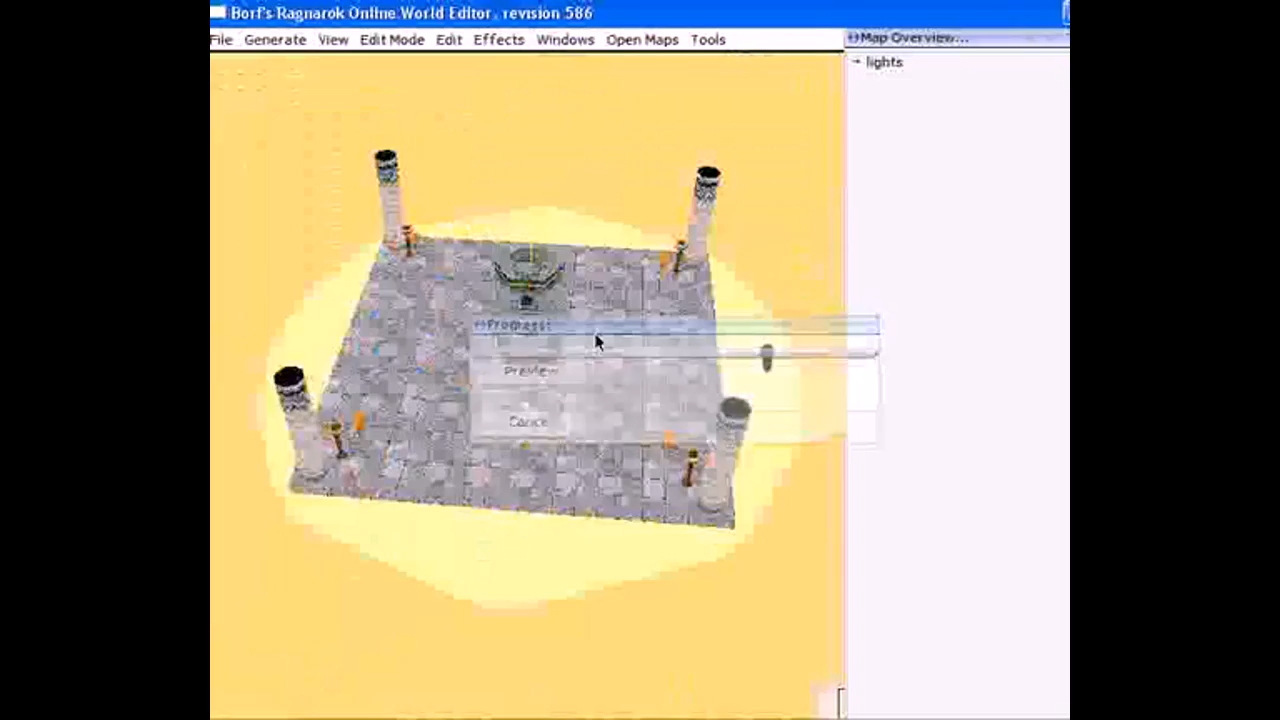 Borf's Ragnarok Online World Editor, revision 586
File Generate View Edit Mode Edit Effects Windows Open Maps Tools
Map Overview...
lights
Progress:
Preview
Cancel